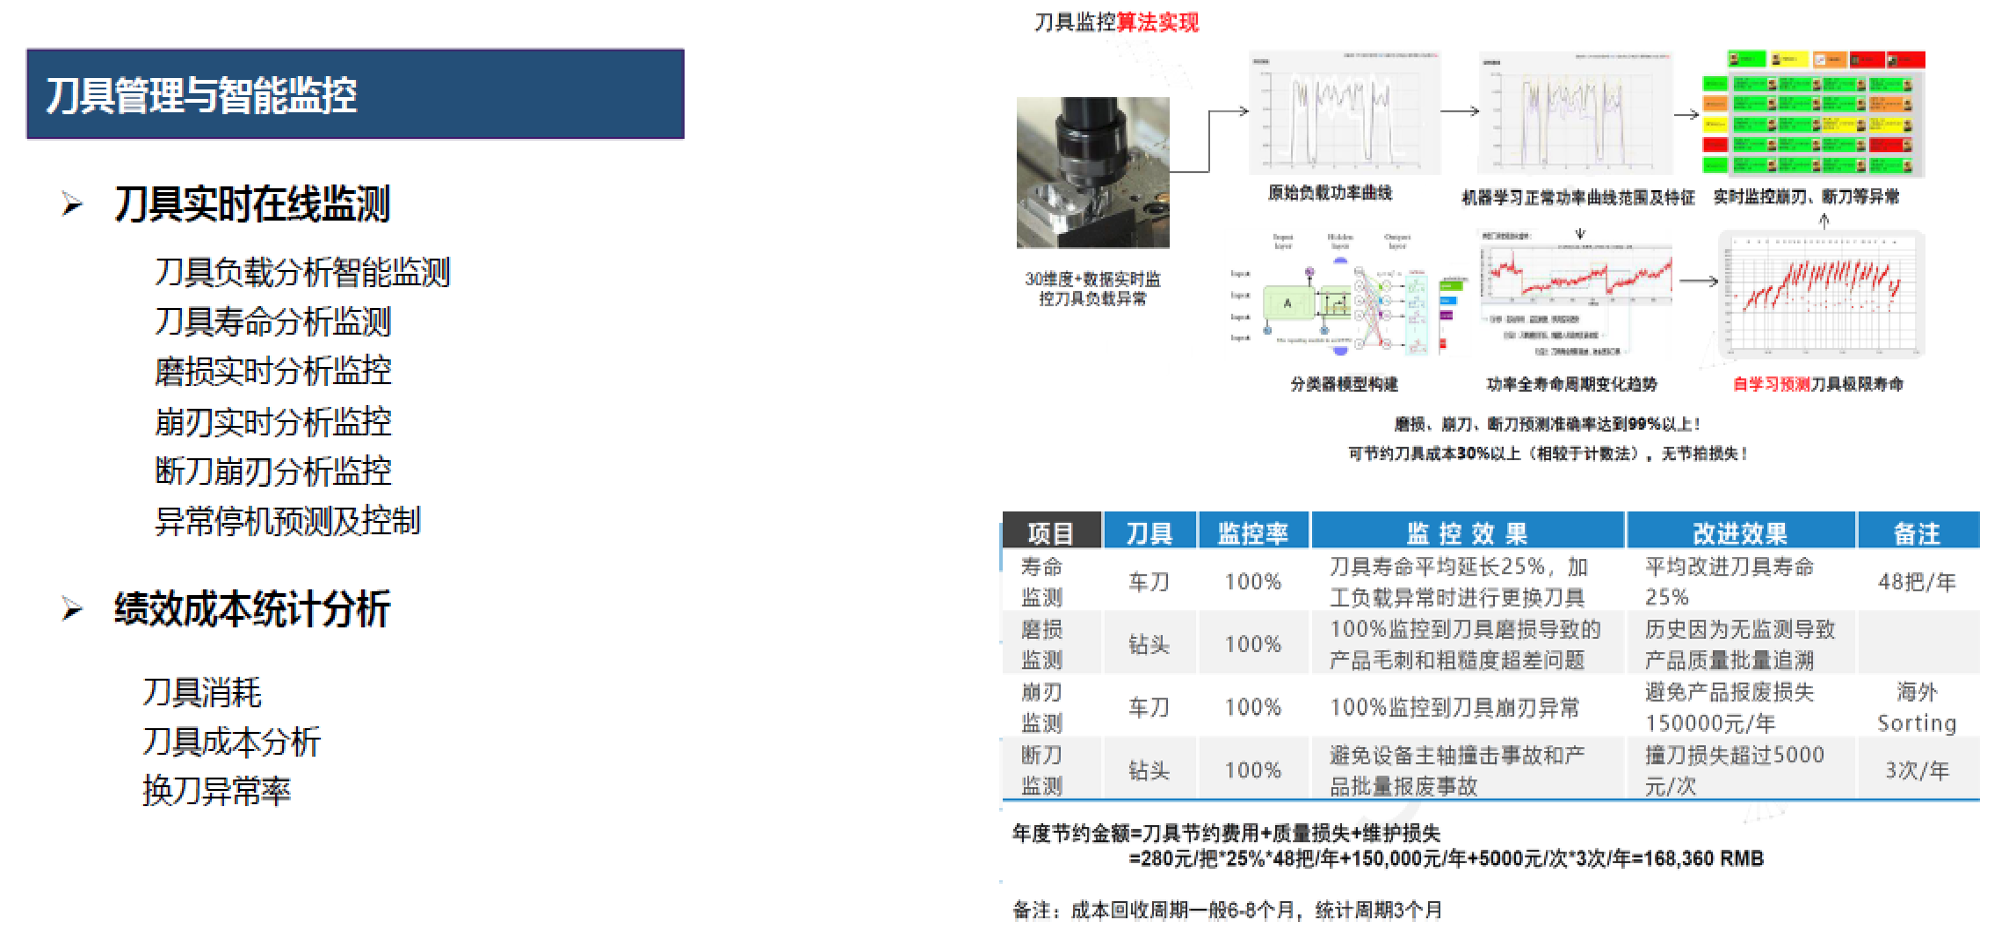 刀具管理与智能监控
刀具实时在线监测
刀具负载分析智能监测
刀具寿命分析监测
磨损实时分析监控
崩刃实时分析监控
断刀崩刃分析监控
异常停机预测及控制
绩效成本统计分析
刀具消耗
刀具成本分析
换刀异常率
刀具监控算法实现
30维度+数据实时监
控刀具负载异常
原始负载功率曲线
机器学习正常功率曲线范围及特征
实时监控崩刃、断刀等异常
Input
layer
Hidden
layer
Output
layer
Input
Input
Input
Input
A
分类器模型构建
功率全寿命周期变化趋势
自学习预测刀具极限寿命
磨损、崩刀、断刀预测准确率达到99%以上！
可节约刀具成本30%以上（相较于计数法），无节拍损失！
项目 刀具 监控率 监控效果 改进效果 备注
寿命
监测
车刀
100%
刀具寿命平均延长25%，加
工负载异常时进行更换刀具
平均改进刀具寿命
25%
48把/年
磨损
监测
钻头
100%
100%监控到刀具磨损导致的
产品毛刺和粗糙度超差问题
历史因为无监测导致
产品质量批量追溯
崩刃
监测
车刀
100%
100%监控到刀具崩刃异常
避免产品报废损失
150000元/年
海外
Sorting
断刀
监测
钻头
100%
避免设备主轴撞击事故和产
品批量报废事故
撞刀损失超过5000
元/次
3次/年
年度节约金额=刀具节约费用+质量损失+维护损失
=280元/把*25%*48把/年+150,000元/年+5000元/次*3次/年=168,360 RMB
备注：成本回收周期一般6-8个月，统计周期3个月